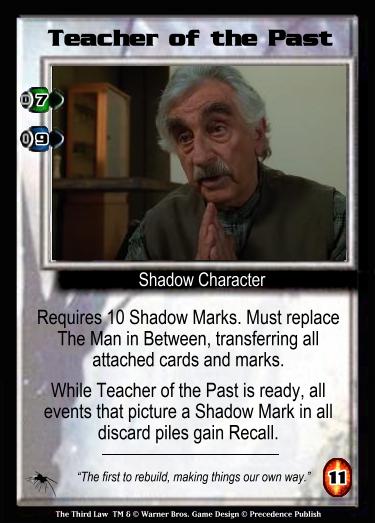 Teacher of the Past
7
9
Shadow Character
Requires 10 Shadow Marks. Must replace
The Man in Between, transferring all
attached cards and marks.
While Teacher of the Past is ready, all
events that picture a Shadow Mark in all
discard piles gain Recall.
"The first to rebuild, making things our own way."
11
The Third Law TM & © Warner Bros. Game Design © Precedence Publish